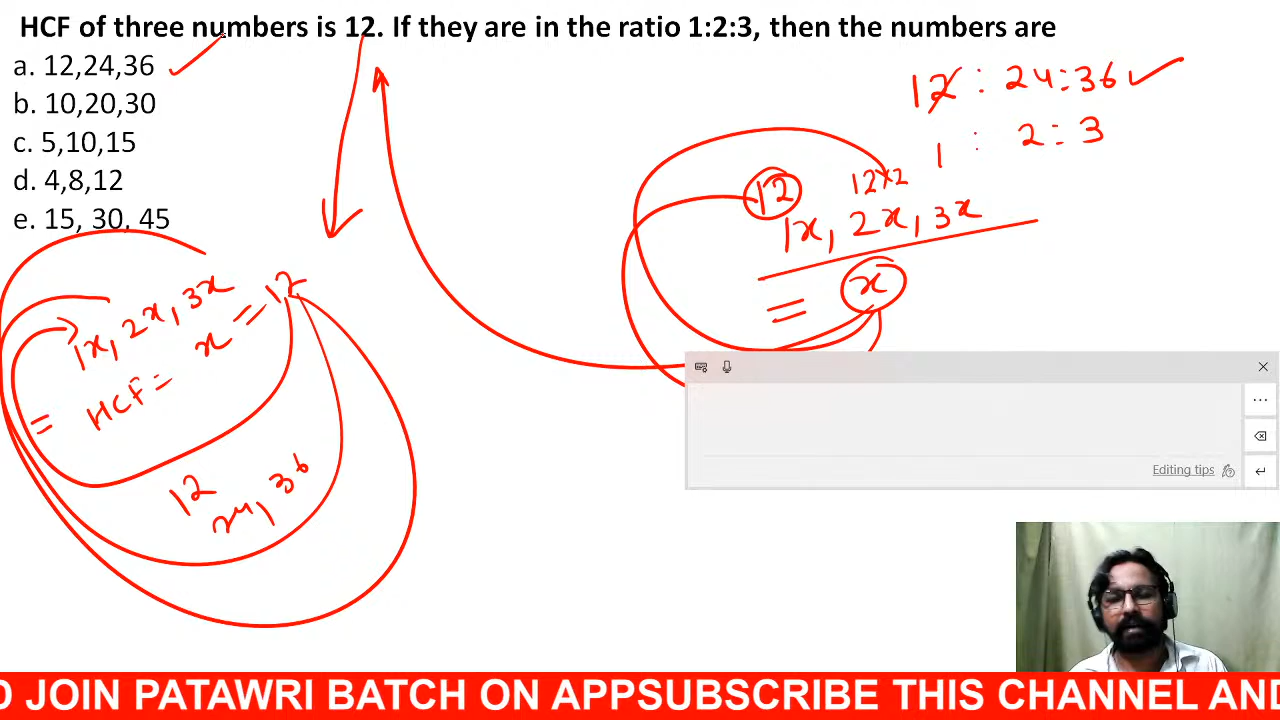 HCF of three numbers is 12. If they are in the ratio 1:2:3, then the numbers are
a. 12,24,36
b. 10,20,30
c. 5,10,15
d. 4,8,12
e. 15, 30, 45
12 : 24:36
1 : 2:3
12 12x2
1x, 2x, 3x
= x
1x, 2x, 3x
= HCF = x = 12
12
24, 36
Editing tips
JOIN PATAWRI BATCH ON APPSUBSCRIBE THIS CHANNEL AND